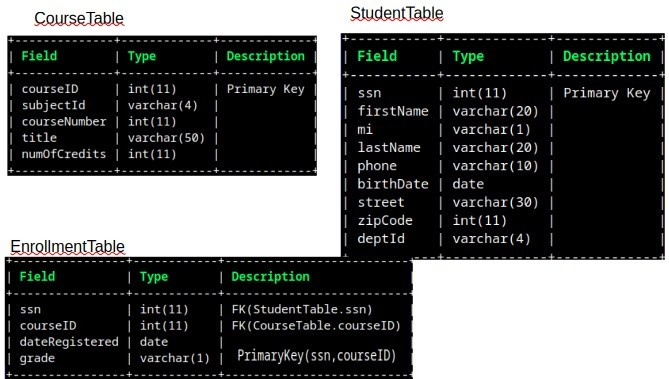 CourseTable
| Field | Type | Description |
| courseID | int(11) | Primary Key |
| subjectId | varchar(4) | |
| courseNumber | int(11) | |
| title | varchar(50) | |
| numOfCredits | int(11) | |
StudentTable
| Field | Type | Description |
| ssn | int(11) | Primary Key |
| firstName | varchar(20) | |
| mi | varchar(1) | |
| lastName | varchar(20) | |
| phone | varchar(10) | |
| birthDate | date | |
| street | varchar(30) | |
| zipCode | int(11) | |
| deptId | varchar(4) | |
EnrollmentTable
| Field | Type | Description |
| ssn | int(11) | FK(StudentTable.ssn) |
| courseID | int(11) | FK(CourseTable.courseID) |
| dateRegistered | date | |
| grade | varchar(1) | PrimaryKey(ssn,courseID) |